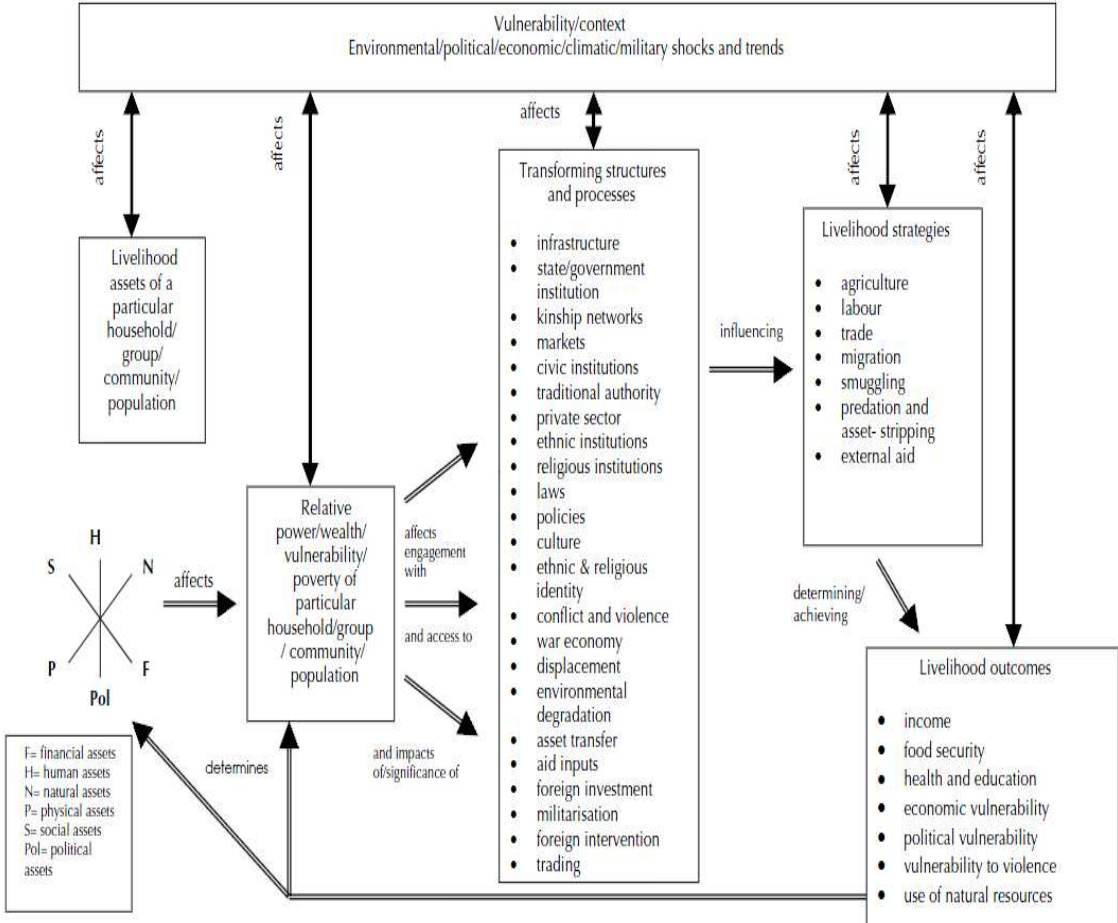 Vulnerability/context
Environmental/political/economic/climatic/military shocks and trends
affects
affects
affects
affects
affects
Livelihood
assets of a
particular
household/
group/
community/
population
H
S
N
P
F
Pol
affects
F= financial assets
H= human assets
N= natural assets
P= physical assets
S= social assets
Pol= political
assets
Relative
power/wealth/
vulnerability/
poverty of
particular
household/group
/ community/
population
determines
affects
engagement
with
and access to
and impacts
of/significance of
Transforming structures
and processes
• infrastructure
• state/government
institution
• kinship networks
• markets
• civic institutions
• traditional authority
• private sector
• ethnic institutions
• religious institutions
• laws
• policies
• culture
• ethnic & religious
identity
• conflict and violence
• war economy
• displacement
• environmental
degradation
• asset transfer
• aid inputs
• foreign investment
• militarisation
• foreign intervention
• trading
influencing
Livelihood strategies
• agriculture
• labour
• trade
• migration
• smuggling
• predation and
asset- stripping
• external aid
determining/
achieving
Livelihood outcomes
• income
• food security
• health and education
• economic vulnerability
• political vulnerability
• vulnerability to violence
• use of natural resources